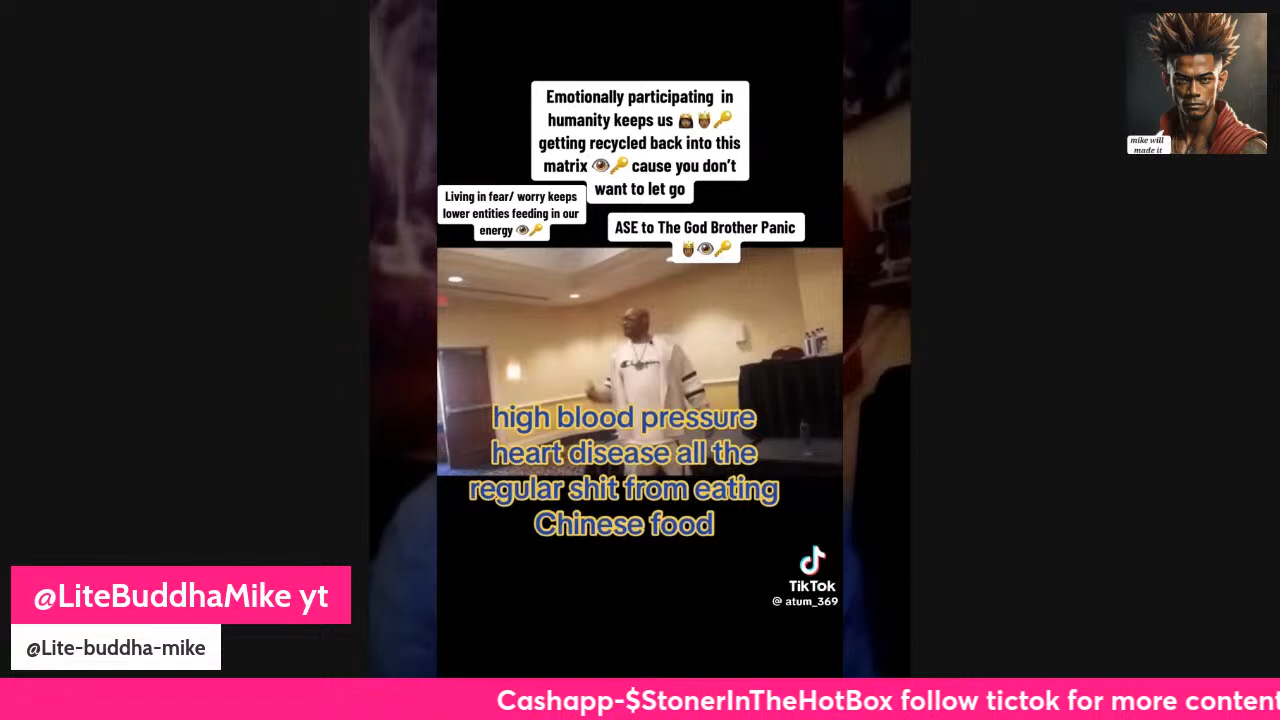 Emotionally participating in
humanity keeps us 👩🏾🤴🏾🔑
getting recycled back into this
matrix 👁🔑 cause you don't
want to let go
Living in fear/ worry keeps
lower entities feeding in our
energy 👁🔑
ASE to The God Brother Panic
🤴🏾👁🔑
Champion
high blood pressure
heart disease all the
regular shit from eating
Chinese food
TikTok
@ atum_369
mike will
made it
@LiteBuddhaMike yt
@Lite-buddha-mike
Cashapp-$StonerInTheHotBox follow tictok for more content